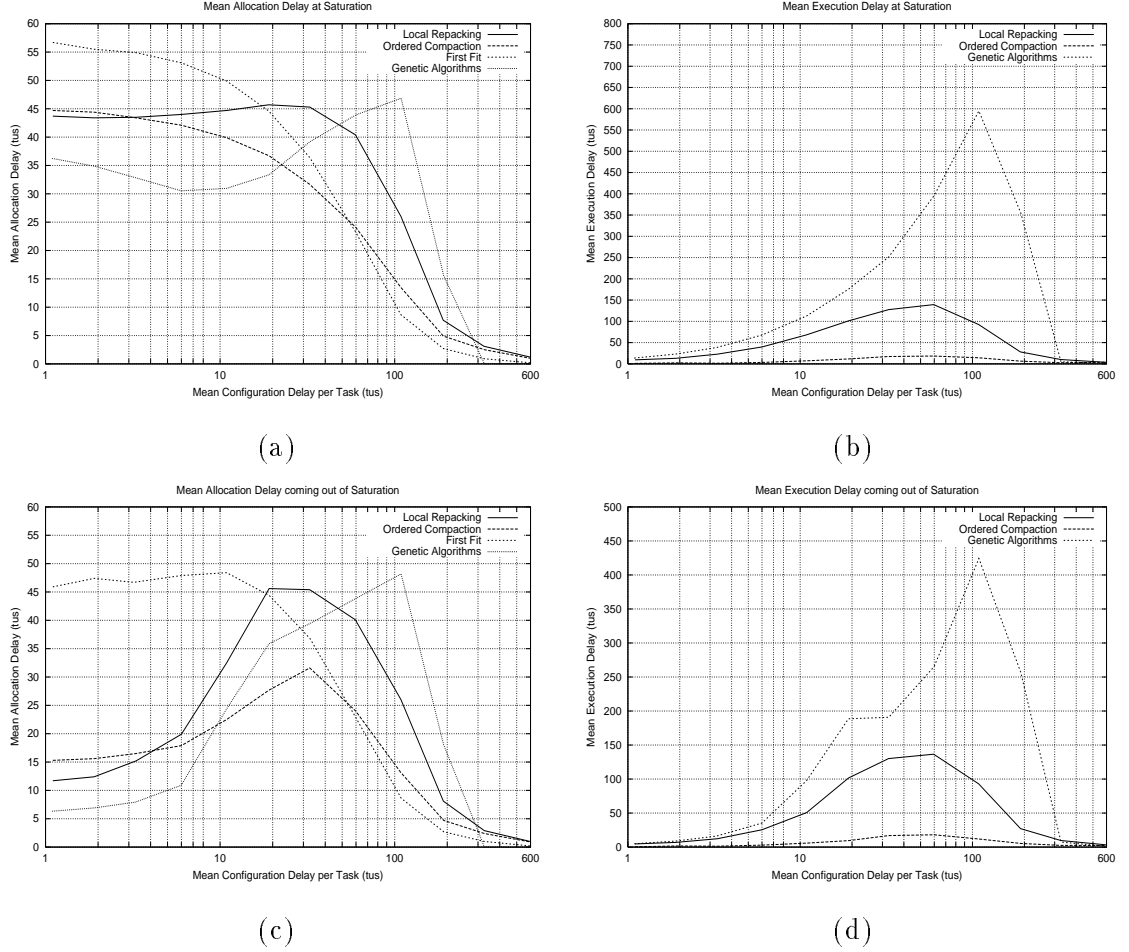 Mean Allocation Delay at Saturation
Mean Allocation Delay (tus)
60
55
50
45
40
35
30
25
20
15
10
5
0
Local Repacking
Ordered Compaction
First Fit
Genetic Algorithms
1
10
100
600
Mean Configuration Delay per Task (tus)
(a)
Mean Execution Delay at Saturation
Mean Execution Delay (tus)
800
750
700
650
600
550
500
450
400
350
300
250
200
150
100
50
0
Local Repacking
Ordered Compaction
Genetic Algorithms
1
10
100
600
Mean Configuration Delay per Task (tus)
(b)
Mean Allocation Delay coming out of Saturation
Mean Allocation Delay (tus)
60
55
50
45
40
35
30
25
20
15
10
5
0
Local Repacking
Ordered Compaction
First Fit
Genetic Algorithms
1
10
100
600
Mean Configuration Delay per Task (tus)
(c)
Mean Execution Delay coming out of Saturation
Mean Execution Delay (tus)
500
450
400
350
300
250
200
150
100
50
0
Local Repacking
Ordered Compaction
Genetic Algorithms
1
10
100
600
Mean Configuration Delay per Task (tus)
(d)